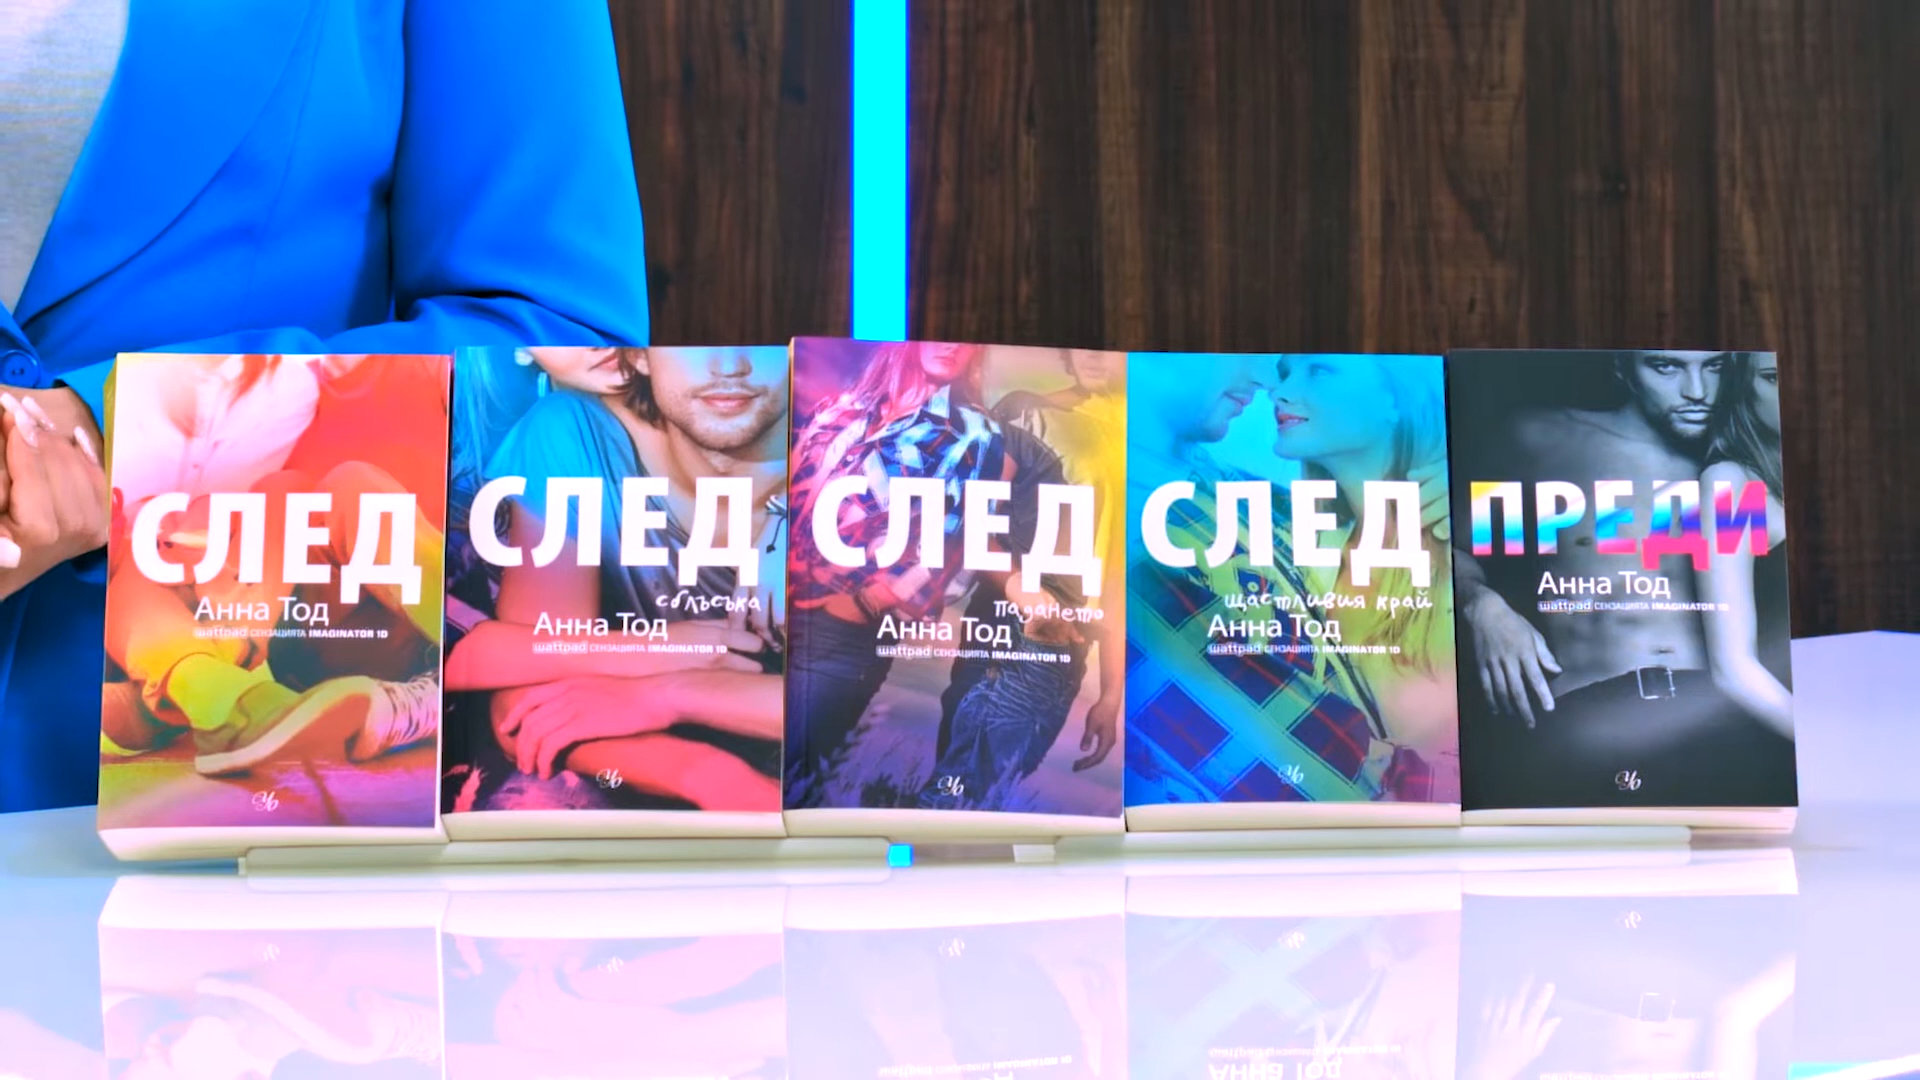 СЛЕД
Анна Тод
wattpad СЕНЗАЦИЯТА IMAGINATOR 1D
СЛЕД
сблъсъка
Анна Тод
wattpad СЕНЗАЦИЯТА IMAGINATOR 1D
СЛЕД
падането
Анна Тод
wattpad СЕНЗАЦИЯТА IMAGINATOR 1D
СЛЕД
щастливия край
Анна Тод
wattpad СЕНЗАЦИЯТА IMAGINATOR 1D
ПРЕДИ
Анна Тод
wattpad СЕНЗАЦИЯТА IMAGINATOR 1D